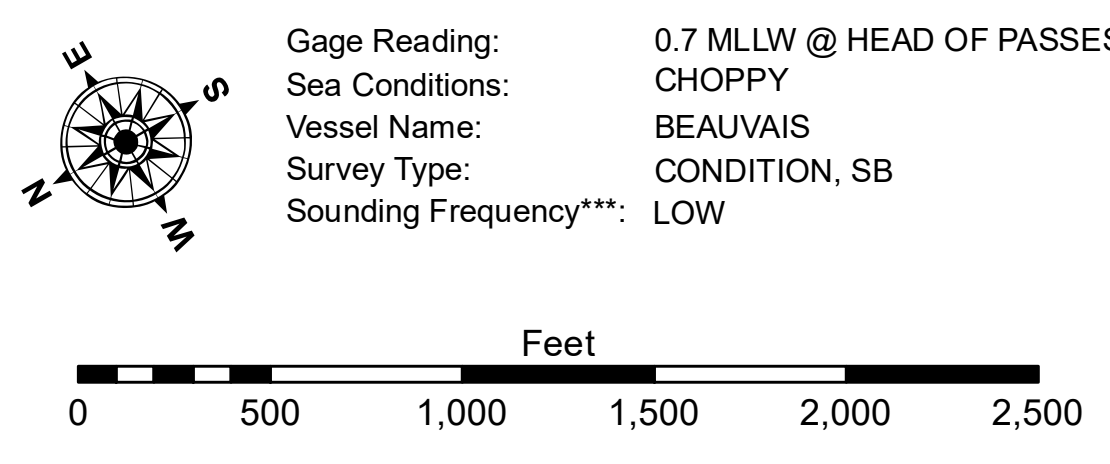 E
S
N
W
Gage Reading: 0.7 MLLW @ HEAD OF PASSES
Sea Conditions: CHOPPY
Vessel Name: BEAUVAIS
Survey Type: CONDITION, SB
Sounding Frequency***: LOW
Feet
0 500 1,000 1,500 2,000 2,500